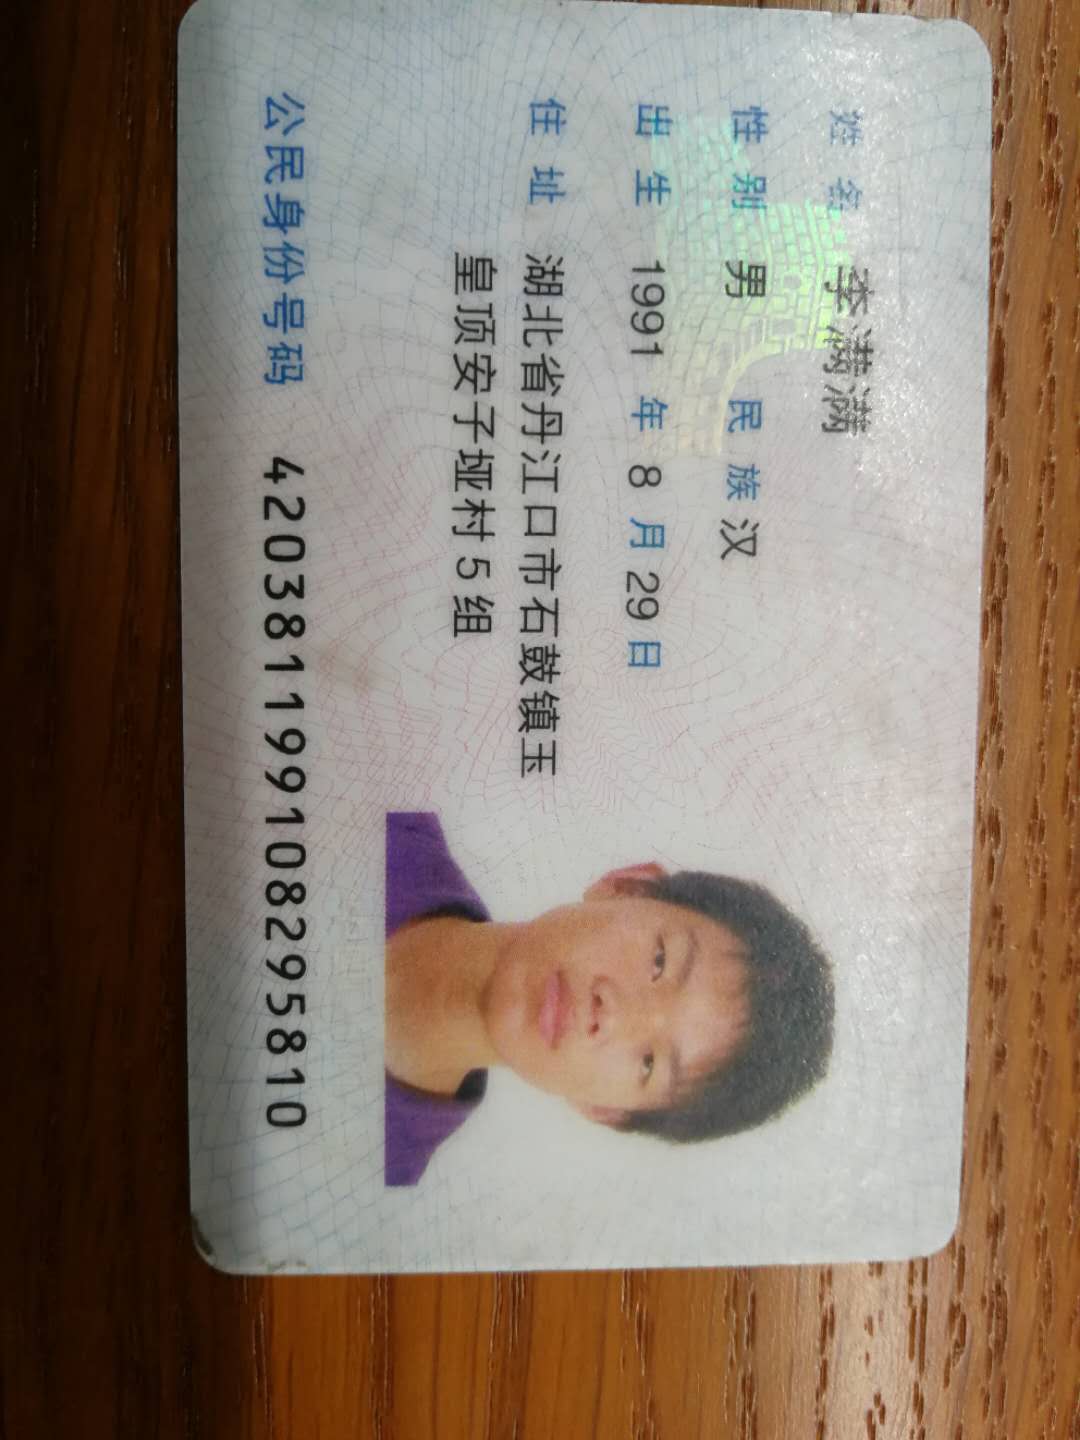 姓名 李满满
性别 男 民族 汉
出生 1991 年 8 月 29 日
住址 湖北省丹江口市石鼓镇玉
皇顶安子垭村5组
公民身份号码 420381199108295810